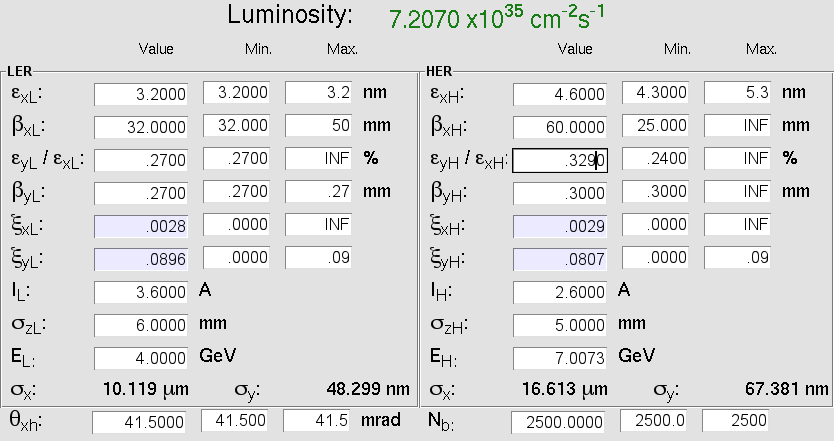 Luminosity: 7.2070 x10³⁵ cm⁻²s⁻¹
Value Min. Max. Value Min. Max.
LER HER
εxL: 3.2000 3.2000 3.2 nm εxH: 4.6000 4.3000 5.3 nm
βxL: 32.0000 32.000 50 mm βxH: 60.0000 25.000 INF mm
εyL / εxL: .2700 .2700 INF % εyH / εxH: .3290 .2400 INF %
βyL: .2700 .2700 .27 mm βyH: .3000 .3000 INF mm
ξxL: .0028 .0000 INF ξxH: .0029 .0000 INF
ξyL: .0896 .0000 .09 ξyH: .0807 .0000 .09
IL: 3.6000 A IH: 2.6000 A
σzL: 6.0000 mm σzH: 5.0000 mm
EL: 4.0000 GeV EH: 7.0073 GeV
σx: 10.119 μm σy: 48.299 nm σx: 16.613 μm σy: 67.381 nm
θxh: 41.5000 41.500 41.5 mrad Nb: 2500.0000 2500.0 2500